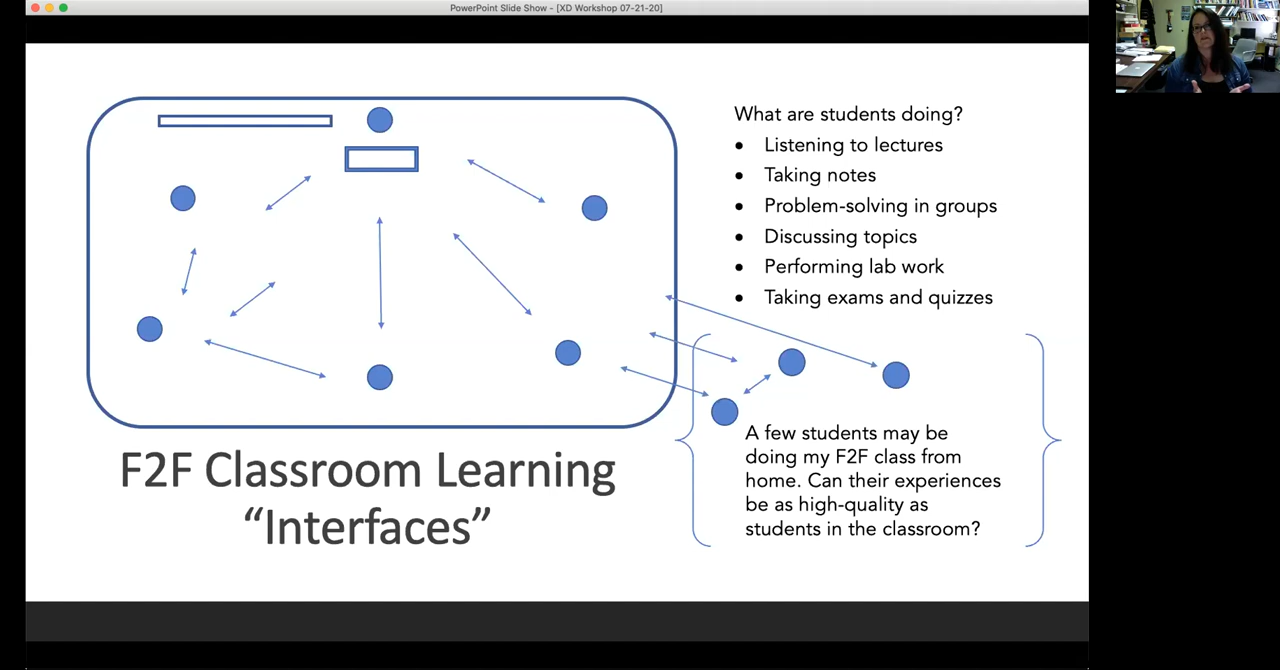 PowerPoint Slide Show - [XD Workshop 07-21-20]
What are students doing?
• Listening to lectures
• Taking notes
• Problem-solving in groups
• Discussing topics
• Performing lab work
• Taking exams and quizzes
A few students may be
doing my F2F class from
home. Can their experiences
be as high-quality as
students in the classroom?
F2F Classroom Learning
“Interfaces”